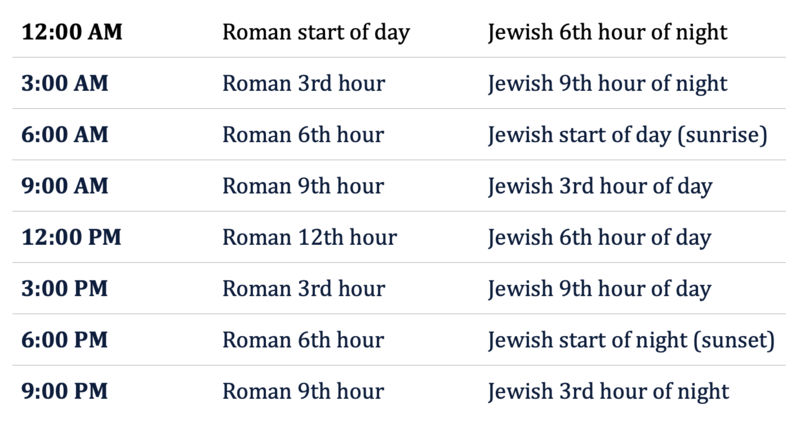 12:00 AM Roman start of day Jewish 6th hour of night
3:00 AM Roman 3rd hour Jewish 9th hour of night
6:00 AM Roman 6th hour Jewish start of day (sunrise)
9:00 AM Roman 9th hour Jewish 3rd hour of day
12:00 PM Roman 12th hour Jewish 6th hour of day
3:00 PM Roman 3rd hour Jewish 9th hour of day
6:00 PM Roman 6th hour Jewish start of night (sunset)
9:00 PM Roman 9th hour Jewish 3rd hour of night